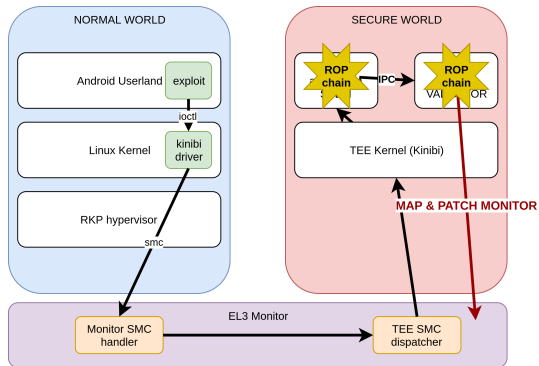 NORMAL WORLD
SECURE WORLD
Android Userland
exploit
ioctl
Linux Kernel
kinibi
driver
RKP hypervisor
smc
ROP
chain
IPC
ROP
chain
TEE Kernel (Kinibi)
MAP & PATCH MONITOR
EL3 Monitor
Monitor SMC
handler
TEE SMC
dispatcher